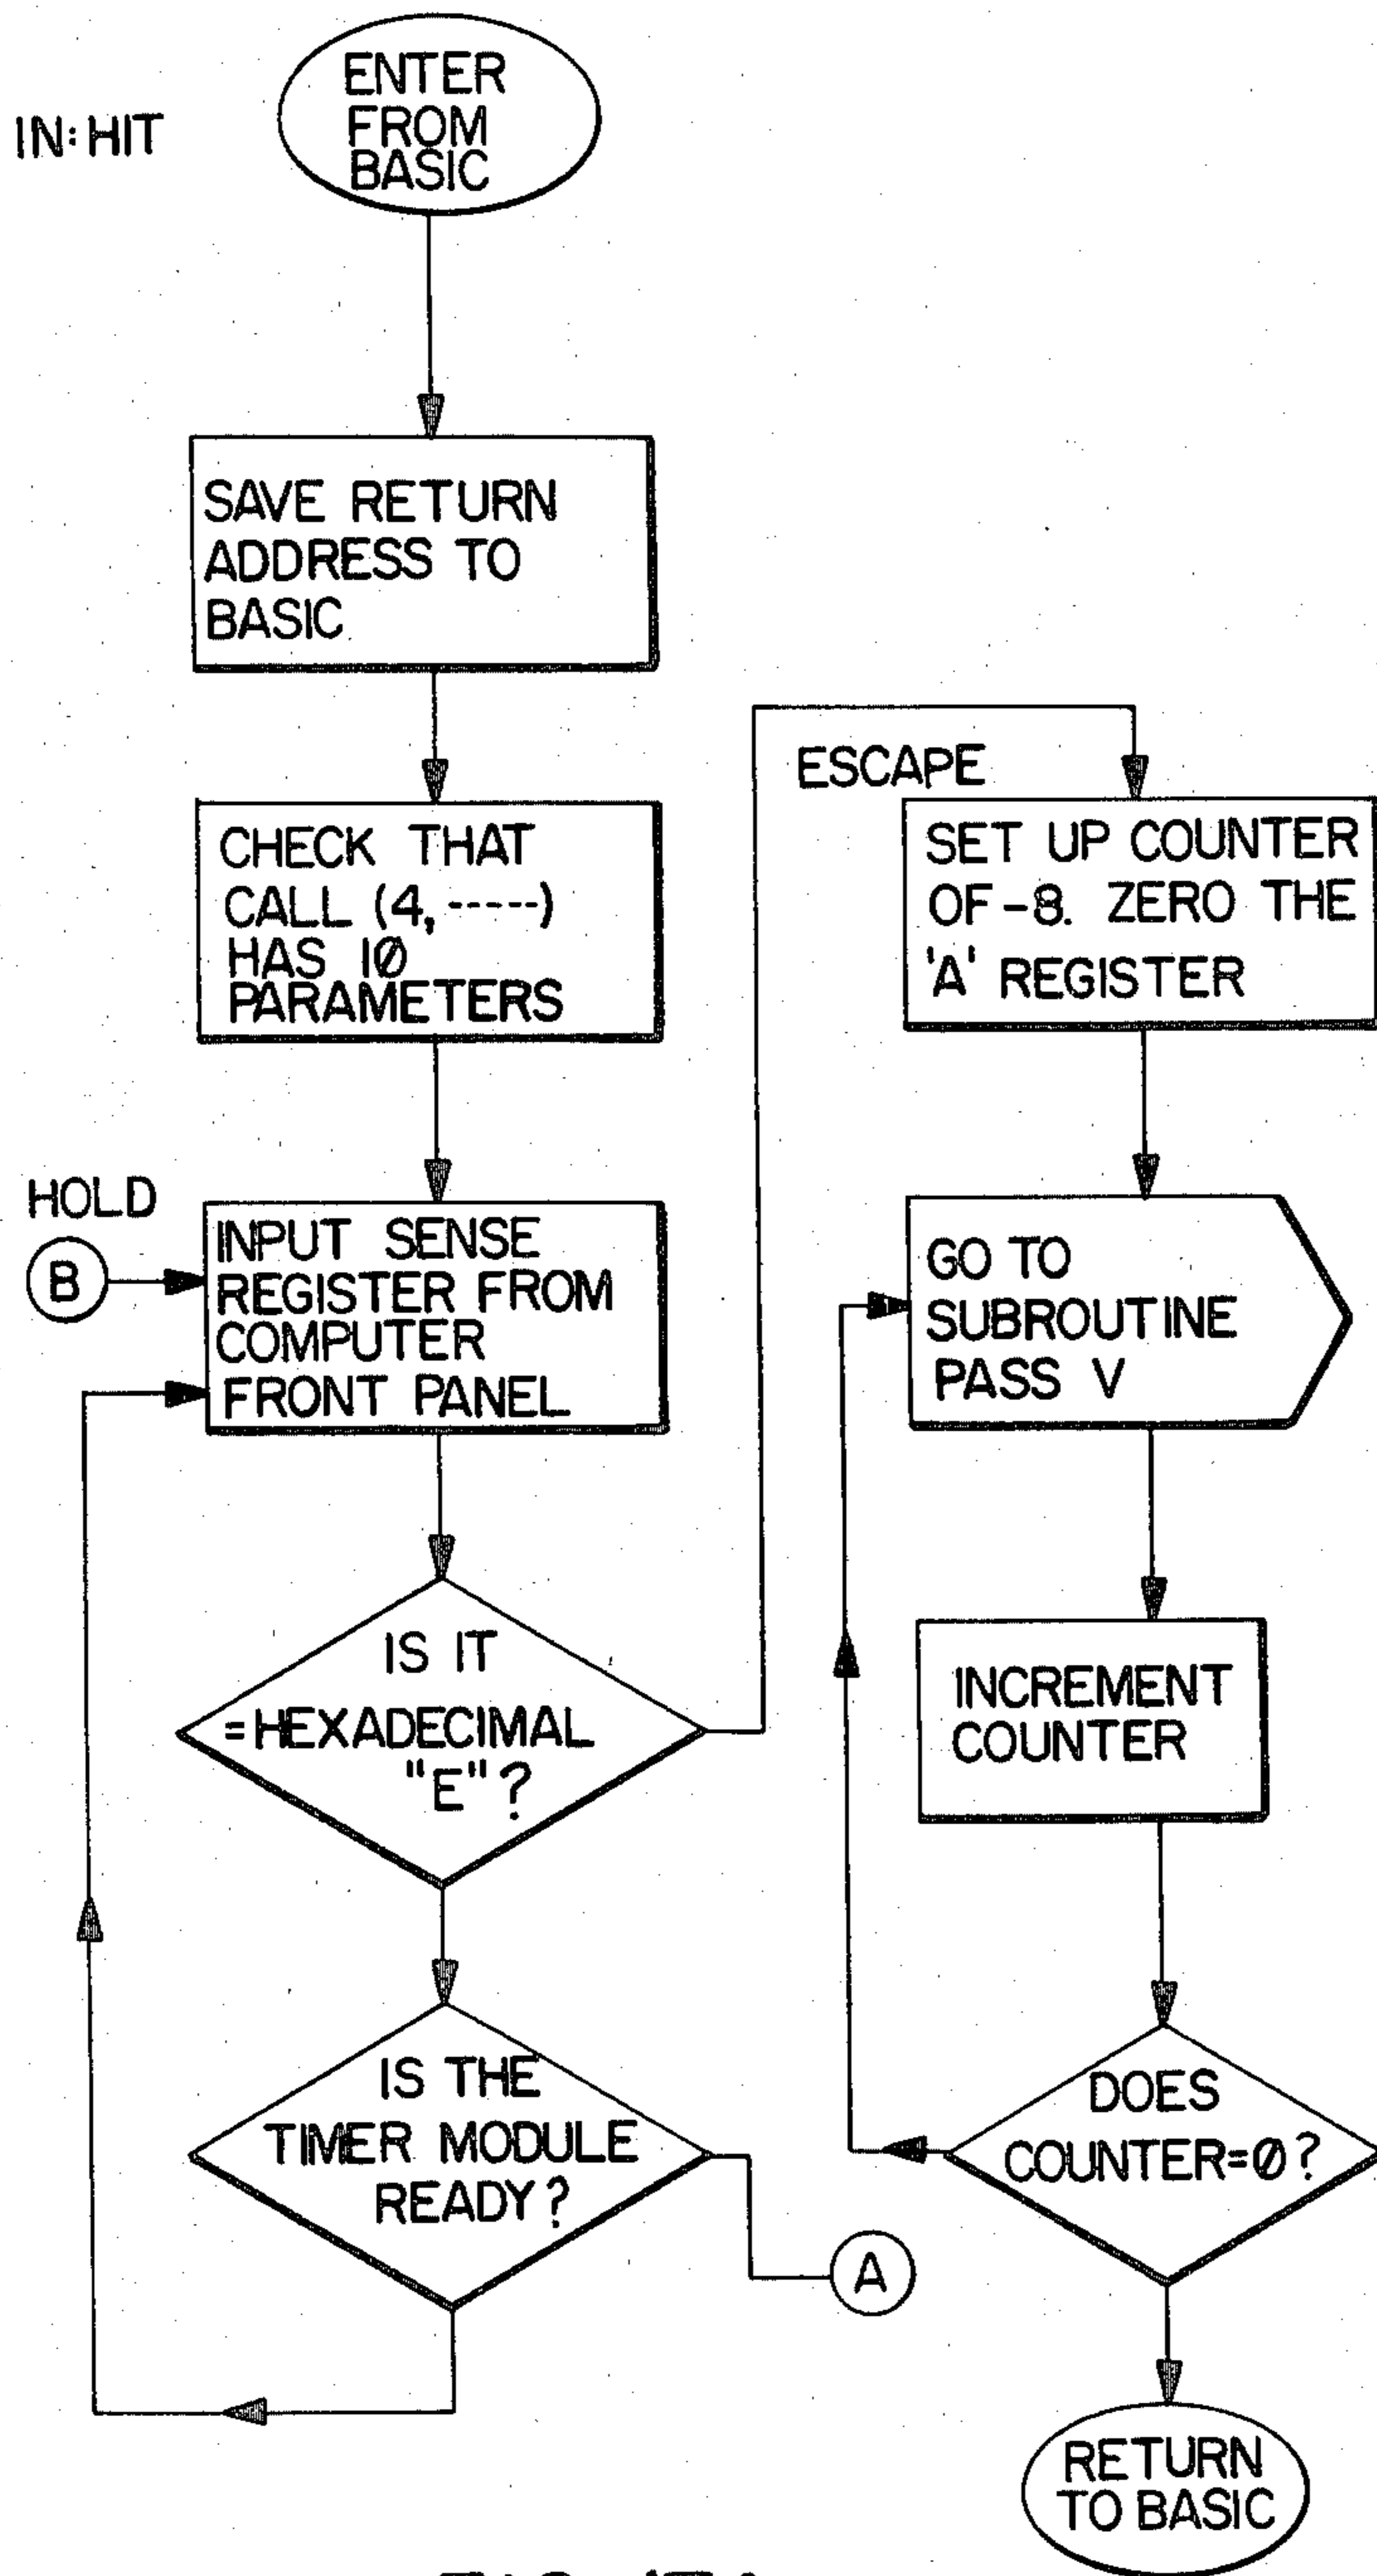 IN: HIT
ENTER
FROM
BASIC
SAVE RETURN
ADDRESS TO
BASIC
CHECK THAT
CALL (4, -----)
HAS 10
PARAMETERS
HOLD
B
INPUT SENSE
REGISTER FROM
COMPUTER
FRONT PANEL
IS IT
=HEXADECIMAL
"E"?
IS THE
TIMER MODULE
READY?
A
ESCAPE
SET UP COUNTER
OF -8. ZERO THE
'A' REGISTER
GO TO
SUBROUTINE
PASS V
INCREMENT
COUNTER
DOES
COUNTER=0?
RETURN
TO BASIC